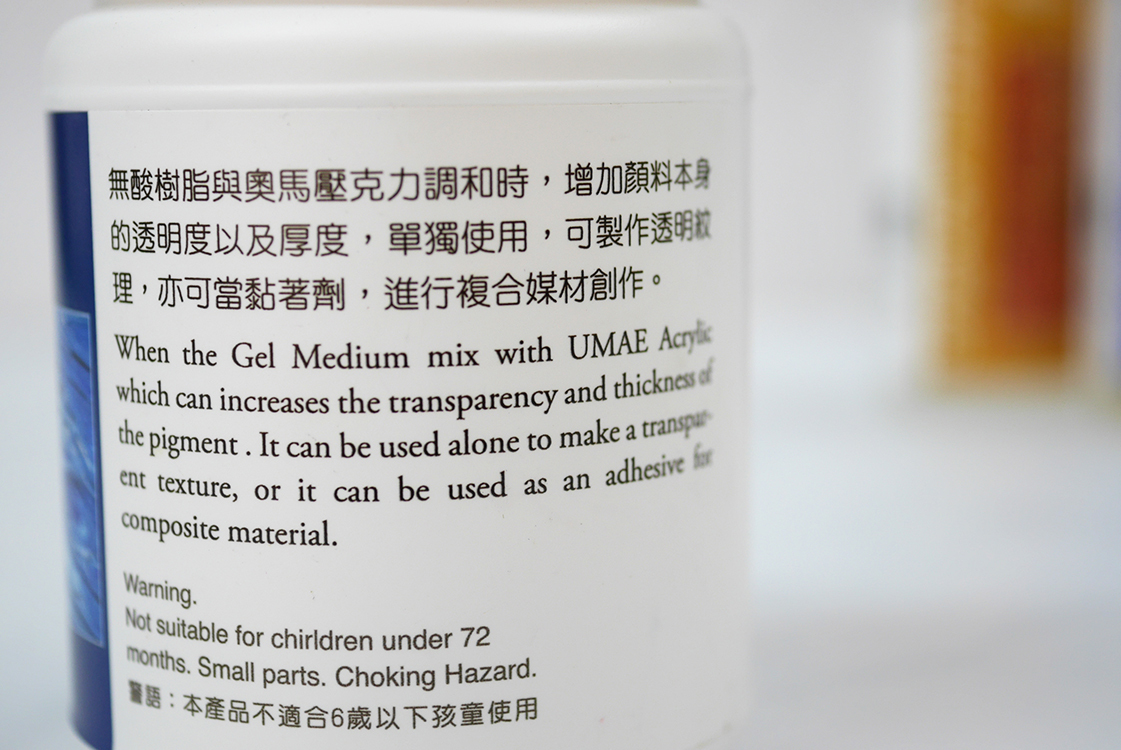 無酸樹脂與奧馬壓克力調和時，增加顏料本身
的透明度以及厚度，單獨使用，可製作透明紋
理，亦可當黏著劑，進行複合媒材創作。
When the Gel Medium mix with UMAE Acrylic
which can increases the transparency and thickness of
the pigment . It can be used alone to make a transpar-
ent texture, or it can be used as an adhesive for
composite material.
Warning.
Not suitable for chirldren under 72
months. Small parts. Choking Hazard.
警語：本產品不適合6歲以下孩童使用